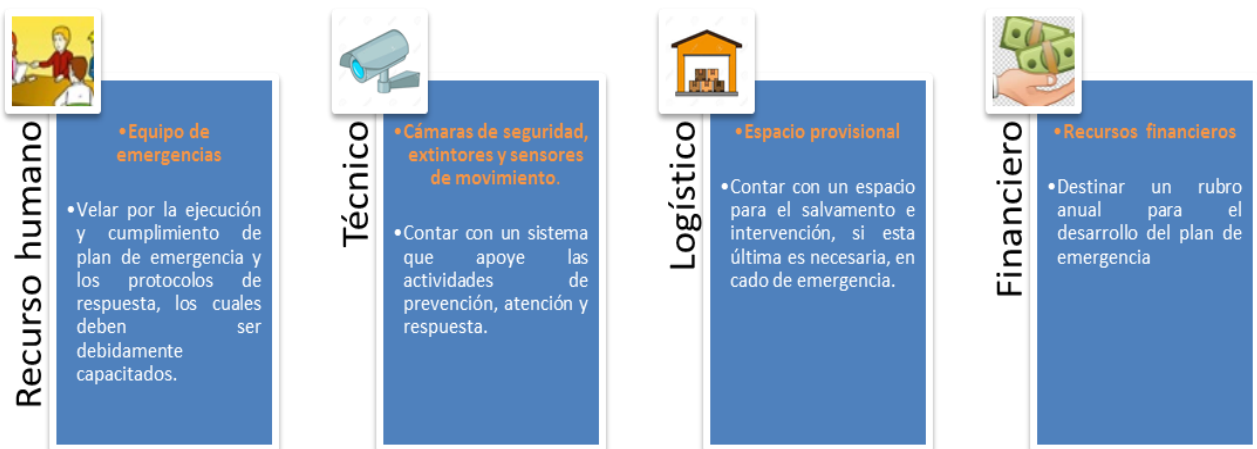 Recurso humano
•Equipo de
emergencias
•Velar por la ejecución
y cumplimiento de
plan de emergencia y
los protocolos de
respuesta, los cuales
deben ser
debidamente
capacitados.
Técnico
•Cámaras de seguridad,
extintores y sensores
de movimiento.
•Contar con un sistema
que apoye las
actividades de
prevención, atención y
respuesta.
Logístico
•Espacio provisional
•Contar con un espacio
para el salvamento e
intervención, si esta
última es necesaria, en
cado de emergencia.
Financiero
•Recursos financieros
•Destinar un rubro
anual para el
desarrollo del plan de
emergencia